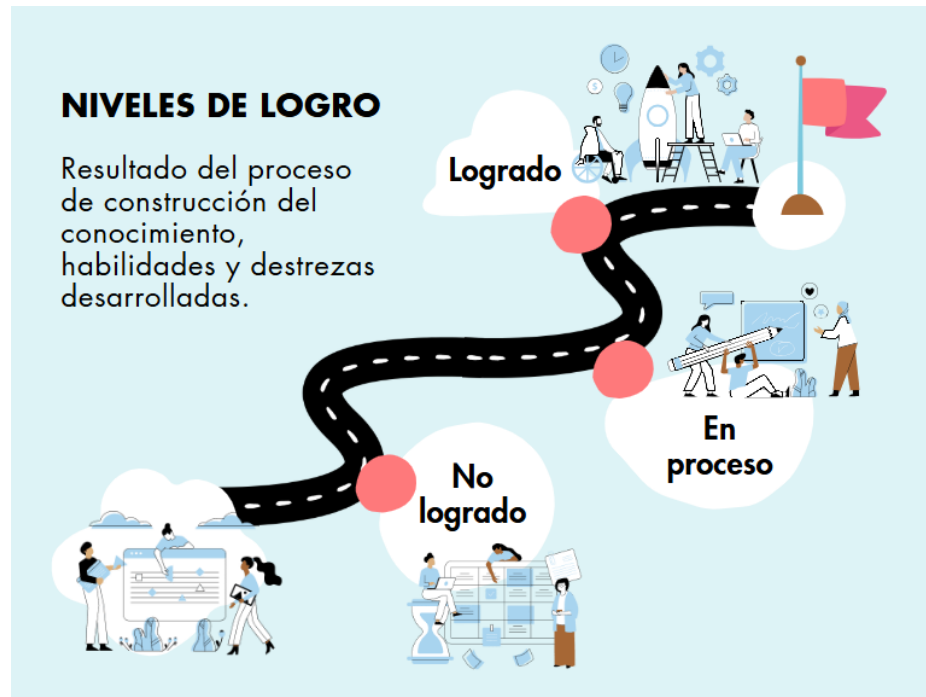 NIVELES DE LOGRO
Resultado del proceso
de construcción del
conocimiento,
habilidades y destrezas
desarrolladas.
Logrado
En
proceso
No
logrado